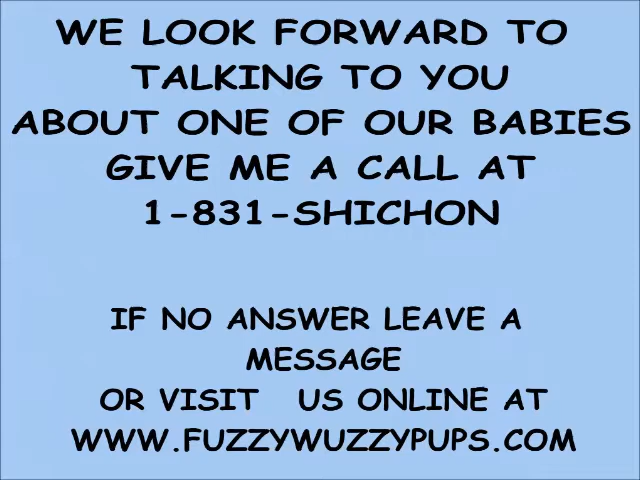 WE LOOK FORWARD TO
TALKING TO YOU
ABOUT ONE OF OUR BABIES
GIVE ME A CALL AT
1-831-SHICHON
IF NO ANSWER LEAVE A
MESSAGE
OR VISIT US ONLINE AT
WWW.FUZZYWUZZYPUPS.COM